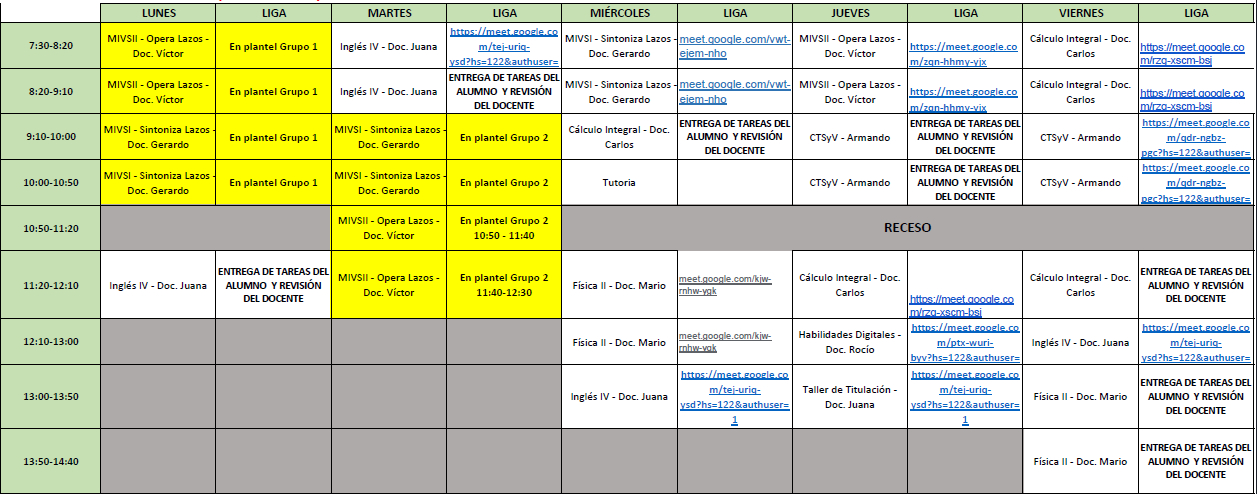 LUNES LIGA MARTES LIGA MIÉRCOLES LIGA JUEVES LIGA VIERNES LIGA
7:30-8:20
MIVSII - Opera Lazos -
Doc. Víctor
En plantel Grupo 1
Inglés IV - Doc. Juana
https://meet.google.co
m/tej-uriq-
ysd?hs=122&authuser=
MIVSI - Sintoniza Lazos -
Doc. Gerardo
meet.google.com/vwt-
ejem-nho
MIVSII - Opera Lazos -
Doc. Víctor
https://meet.google.co
m/zgn-hhmy-yjx
Cálculo Integral - Doc.
Carlos
https://meet.google.co
m/rzq-xscm-bsj
8:20-9:10
MIVSII - Opera Lazos -
Doc. Víctor
En plantel Grupo 1
Inglés IV - Doc. Juana
ENTREGA DE TAREAS DEL
ALUMNO Y REVISIÓN
DEL DOCENTE
MIVSI - Sintoniza Lazos -
Doc. Gerardo
meet.google.com/vwt-
ejem-nho
MIVSII - Opera Lazos -
Doc. Víctor
https://meet.google.co
m/zgn-hhmy-yjx
Cálculo Integral - Doc.
Carlos
https://meet.google.co
m/rzq-xscm-bsj
9:10-10:00
MIVSI - Sintoniza Lazos -
Doc. Gerardo
En plantel Grupo 1
MIVSI - Sintoniza Lazos -
Doc. Gerardo
En plantel Grupo 2
Cálculo Integral - Doc.
Carlos
ENTREGA DE TAREAS DEL
ALUMNO Y REVISIÓN
DEL DOCENTE
CTSyV - Armando
ENTREGA DE TAREAS DEL
ALUMNO Y REVISIÓN
DEL DOCENTE
CTSyV - Armando
https://meet.google.co
m/qdr-ngbz-
pgc?hs=122&authuser=
10:00-10:50
MIVSI - Sintoniza Lazos -
Doc. Gerardo
En plantel Grupo 1
MIVSI - Sintoniza Lazos -
Doc. Gerardo
En plantel Grupo 2
Tutoria
CTSyV - Armando
ENTREGA DE TAREAS DEL
ALUMNO Y REVISIÓN
DEL DOCENTE
CTSyV - Armando
https://meet.google.co
m/qdr-ngbz-
pgc?hs=122&authuser=
10:50-11:20
MIVSII - Opera Lazos -
Doc. Víctor
En plantel Grupo 2
10:50 - 11:40
RECESO
11:20-12:10
Inglés IV - Doc. Juana
ENTREGA DE TAREAS DEL
ALUMNO Y REVISIÓN
DEL DOCENTE
MIVSII - Opera Lazos -
Doc. Víctor
En plantel Grupo 2
11:40-12:30
Física II - Doc. Mario
meet.google.com/kjw-
rnhw-vgk
Cálculo Integral - Doc.
Carlos
https://meet.google.co
m/rzq-xscm-bsj
Cálculo Integral - Doc.
Carlos
ENTREGA DE TAREAS DEL
ALUMNO Y REVISIÓN
DEL DOCENTE
12:10-13:00
Física II - Doc. Mario
meet.google.com/kjw-
rnhw-vgk
Habilidades Digitales -
Doc. Rocío
https://meet.google.co
m/ptx-wuri-
byv?hs=122&authuser=
Inglés IV - Doc. Juana
https://meet.google.co
m/tej-uriq-
ysd?hs=122&authuser=
13:00-13:50
Inglés IV - Doc. Juana
https://meet.google.co
m/tej-uriq-
ysd?hs=122&authuser=
1
Taller de Titulación -
Doc. Juana
https://meet.google.co
m/tej-uriq-
ysd?hs=122&authuser=
1
Física II - Doc. Mario
ENTREGA DE TAREAS DEL
ALUMNO Y REVISIÓN
DEL DOCENTE
13:50-14:40
Física II - Doc. Mario
ENTREGA DE TAREAS DEL
ALUMNO Y REVISIÓN
DEL DOCENTE